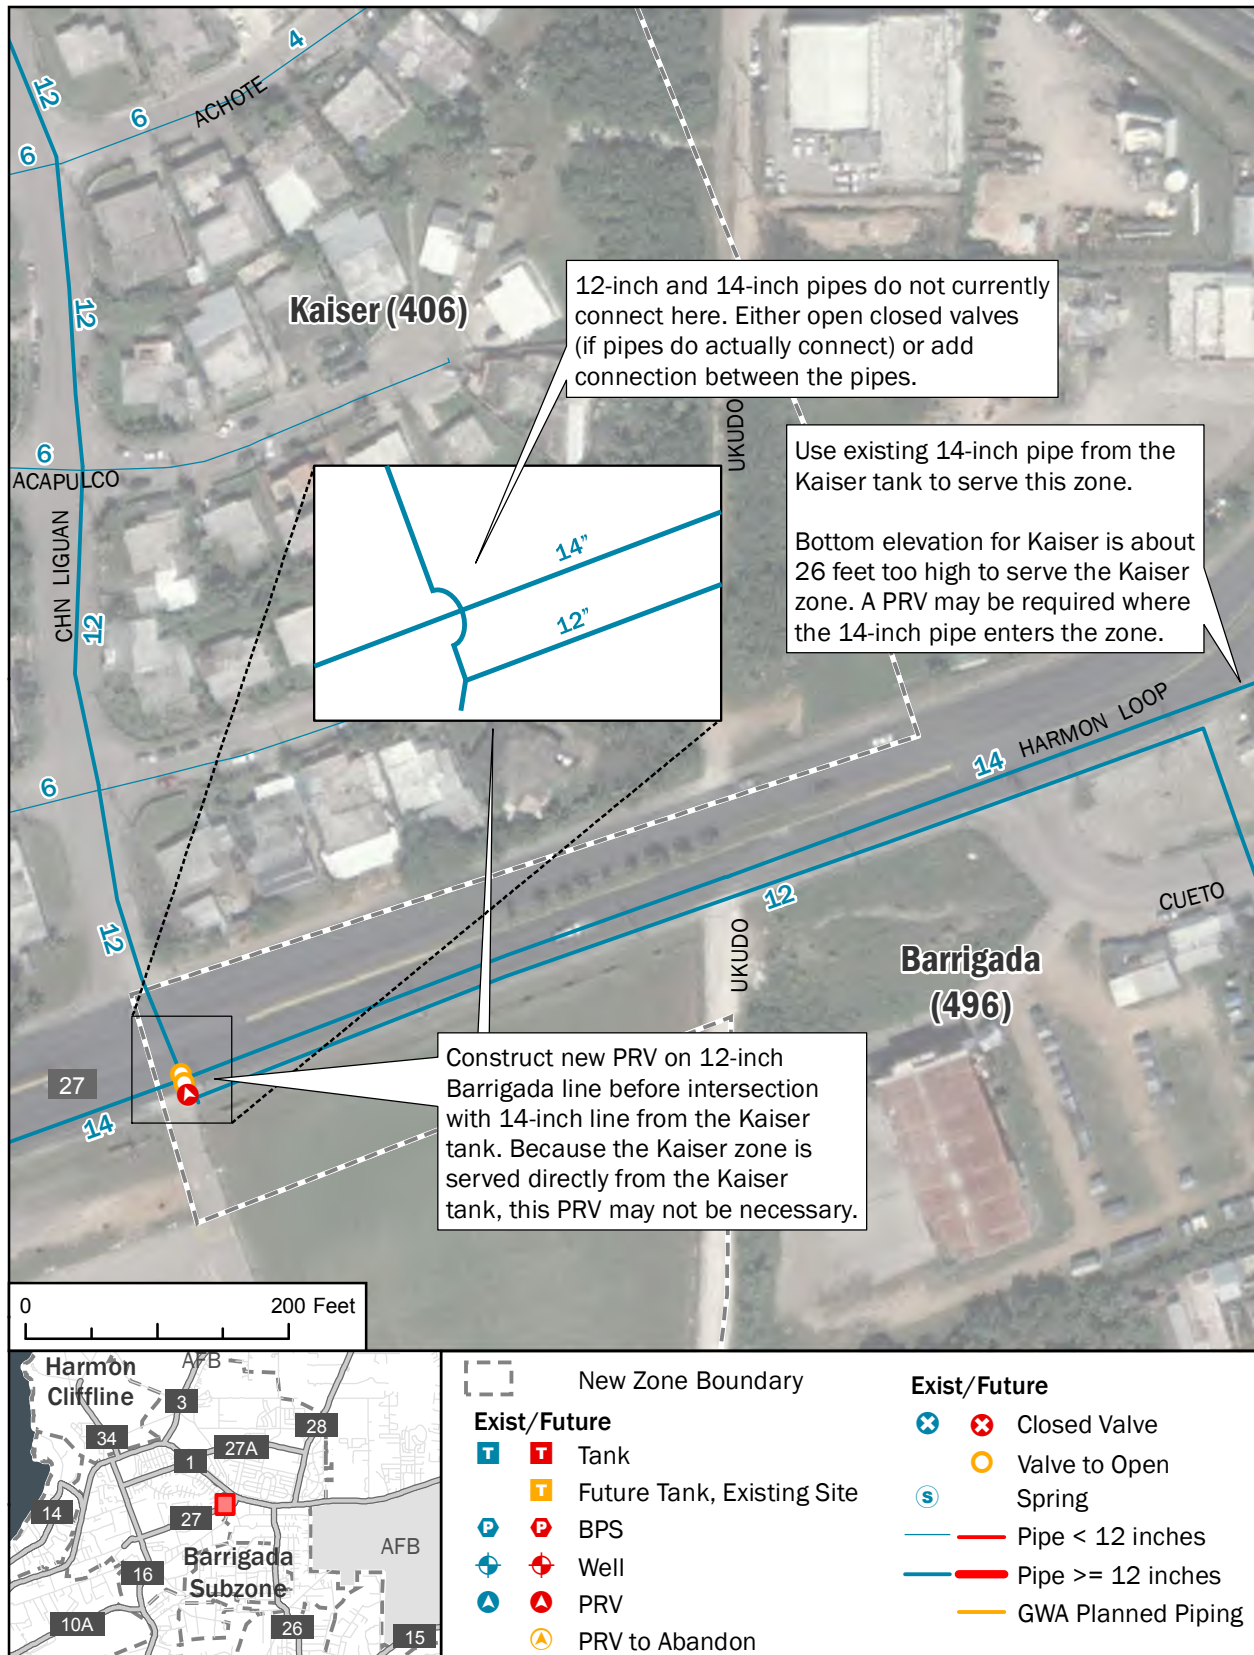 4
12
ACHOTE
6
6
12
Kaiser (406)
12-inch and 14-inch pipes do not currently
connect here. Either open closed valves
(if pipes do actually connect) or add
connection between the pipes.
UKUDO
Use existing 14-inch pipe from the
Kaiser tank to serve this zone.
Bottom elevation for Kaiser is about
26 feet too high to serve the Kaiser
zone. A PRV may be required where
the 14-inch pipe enters the zone.
6
ACAPULCO
CHN LIGUAN
12
14"
12"
HARMON LOOP
14
6
12
12
CUETO
UKUDO
Barrigada
(496)
Construct new PRV on 12-inch
Barrigada line before intersection
with 14-inch line from the Kaiser
tank. Because the Kaiser zone is
served directly from the Kaiser
tank, this PRV may not be necessary.
27
14
0 200 Feet
Harmon
Cliffline
AFB
3
28
34
27A
1
14
27
AFB
Barrigada
Subzone
16
10A
26
15
New Zone Boundary
Exist/Future
T T Tank
T Future Tank, Existing Site
P P BPS
Well
PRV
PRV to Abandon
Exist/Future
Closed Valve
Valve to Open
S Spring
Pipe < 12 inches
Pipe >= 12 inches
GWA Planned Piping